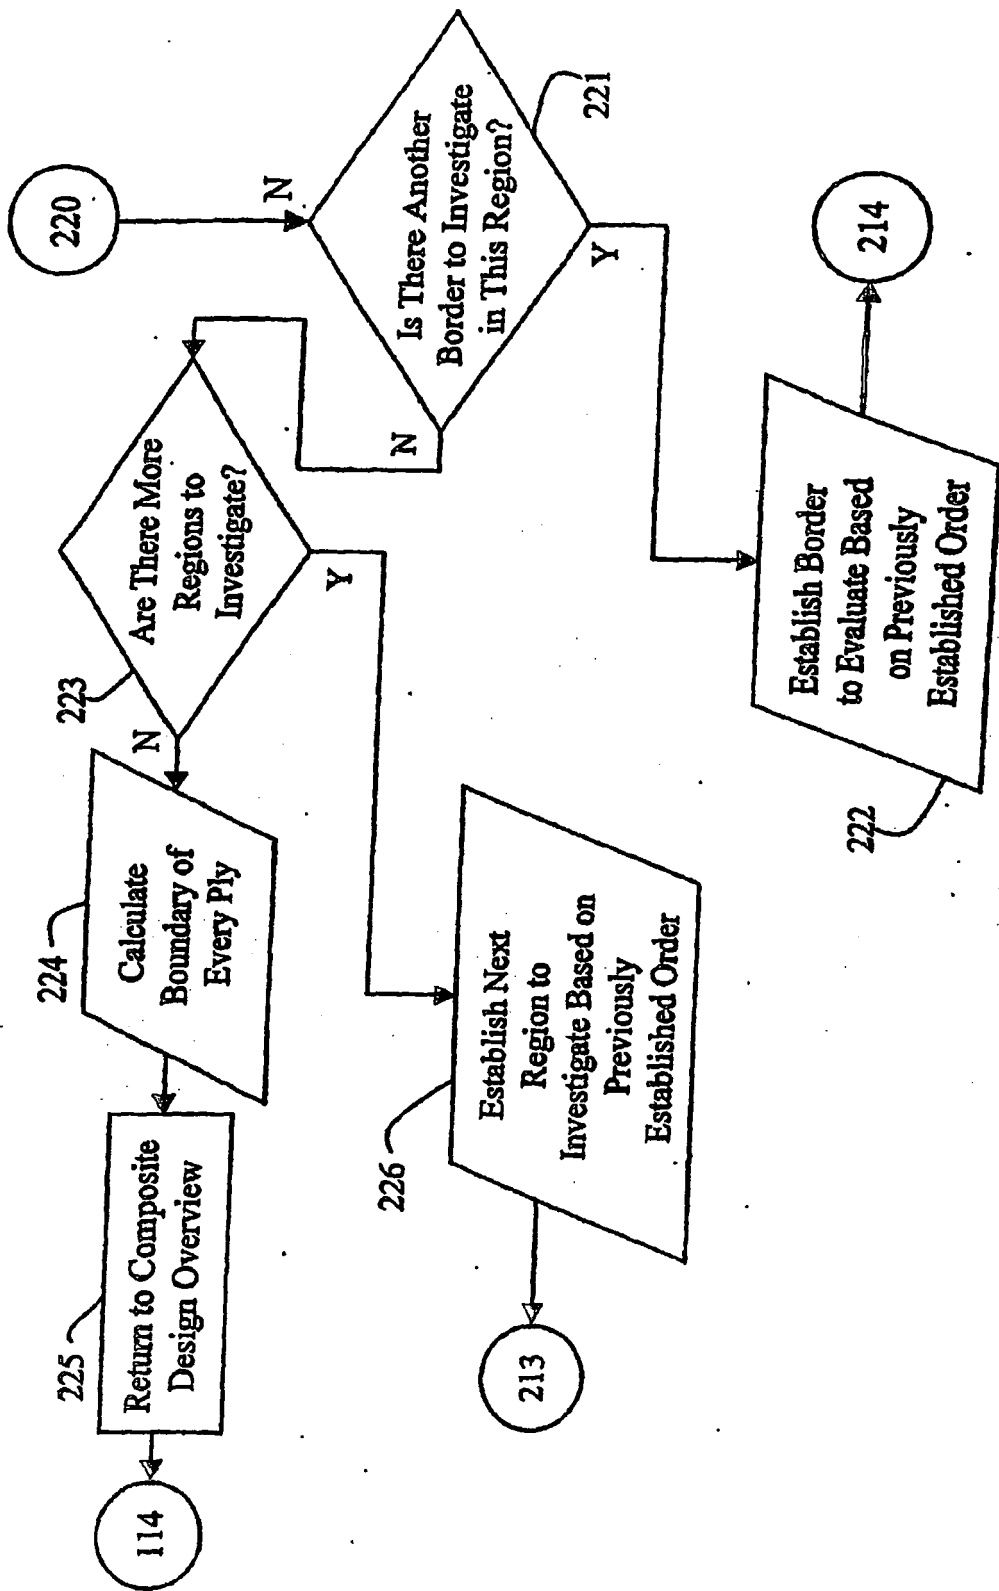 220
N
Is There Another
Border to Investigate
in This Region?
221
N
Y
Are There More
Regions to
Investigate?
223
N
Y
Calculate
Boundary of
Every Ply
224
Return to Composite
Design Overview
225
114
Establish Next
Region to
Investigate Based on
Previously
Established Order
226
213
Establish Border
to Evaluate Based
on Previously
Established Order
222
214